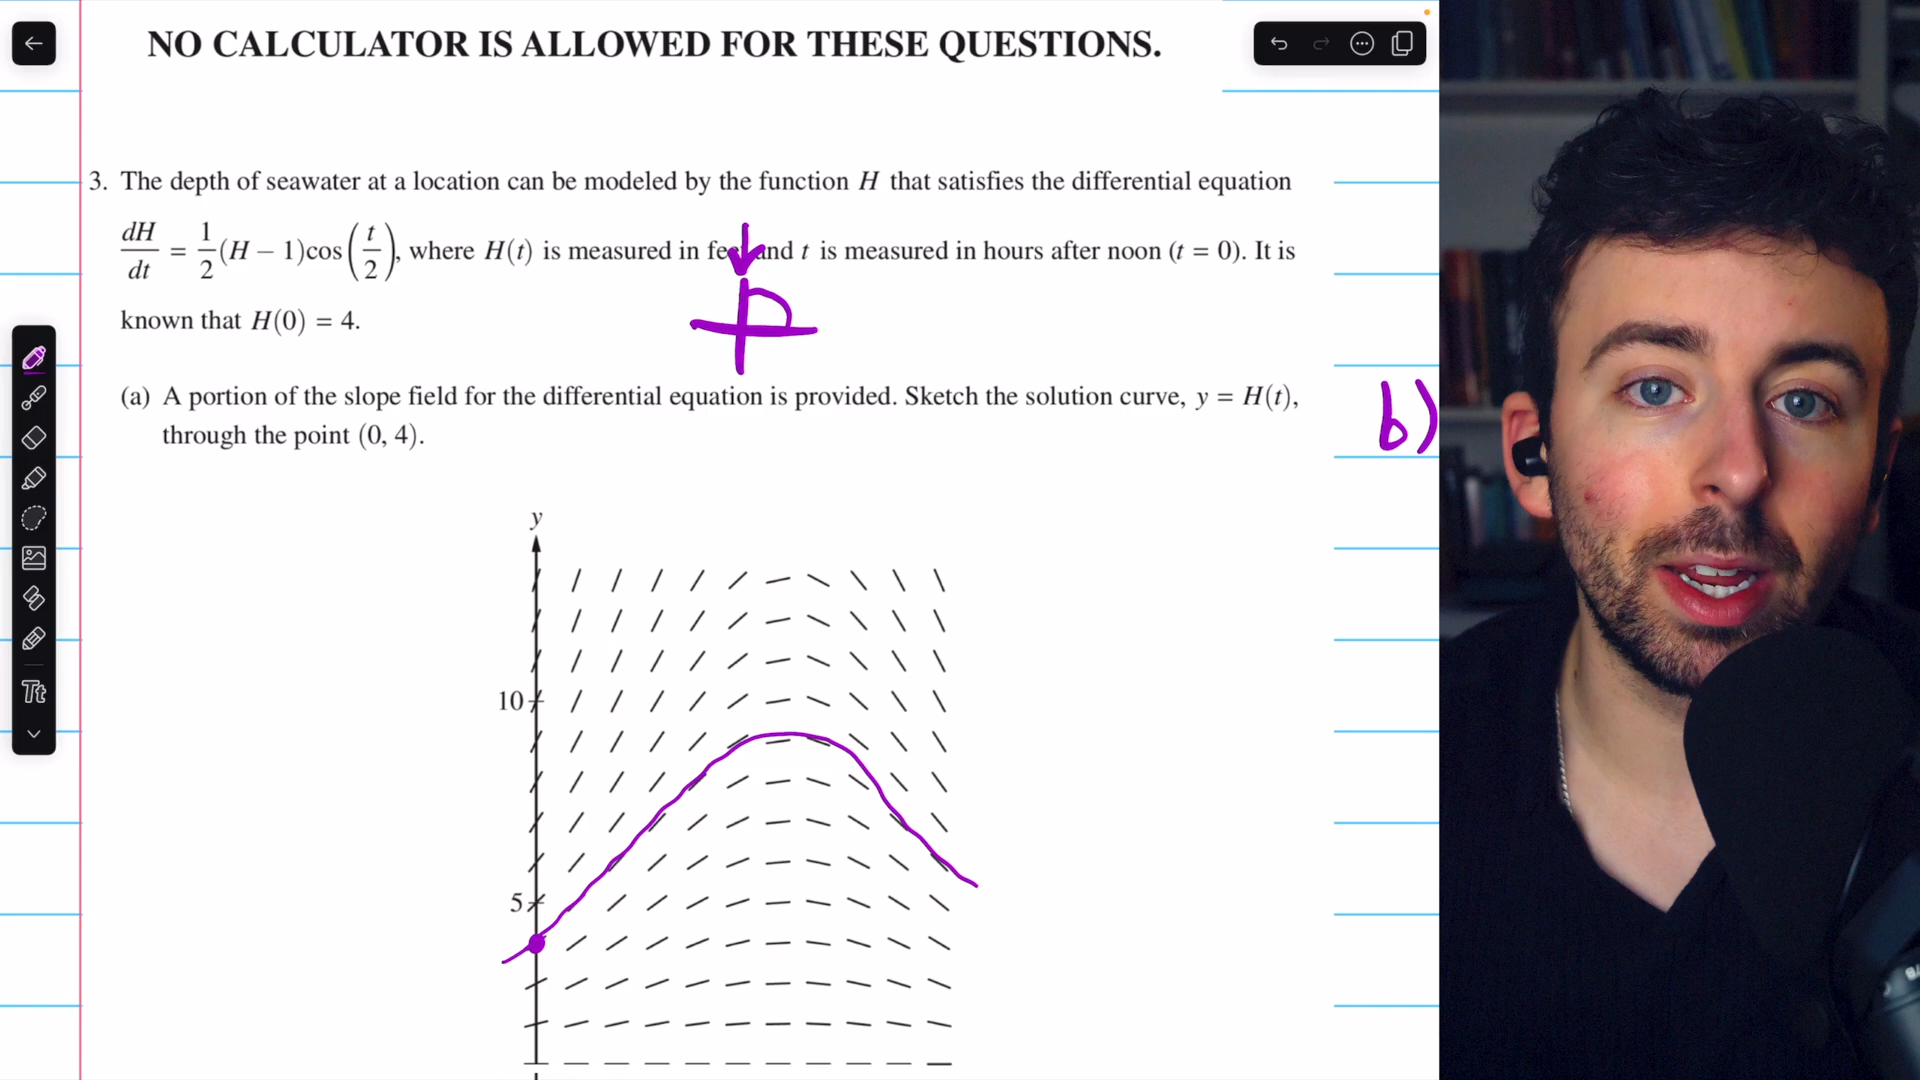 NO CALCULATOR IS ALLOWED FOR THESE QUESTIONS.
3. The depth of seawater at a location can be modeled by the function H that satisfies the differential equation
dH/dt = 1/2(H − 1)cos(t/2), where H(t) is measured in feet and t is measured in hours after noon (t = 0). It is
known that H(0) = 4.
(a) A portion of the slope field for the differential equation is provided. Sketch the solution curve, y = H(t),
through the point (0, 4).
b)
y
10
5
Tt